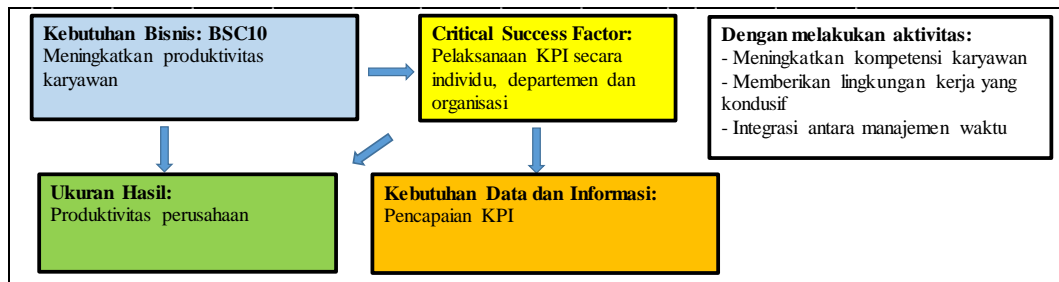 Kebutuhan Bisnis: BSC10
Meningkatkan produktivitas
karyawan
Critical Success Factor:
Pelaksanaan KPI secara
individu, departemen dan
organisasi
Dengan melakukan aktivitas:
- Meningkatkan kompetensi karyawan
- Memberikan lingkungan kerja yang
kondusif
- Integrasi antara manajemen waktu
Ukuran Hasil:
Produktivitas perusahaan
Kebutuhan Data dan Informasi:
Pencapaian KPI